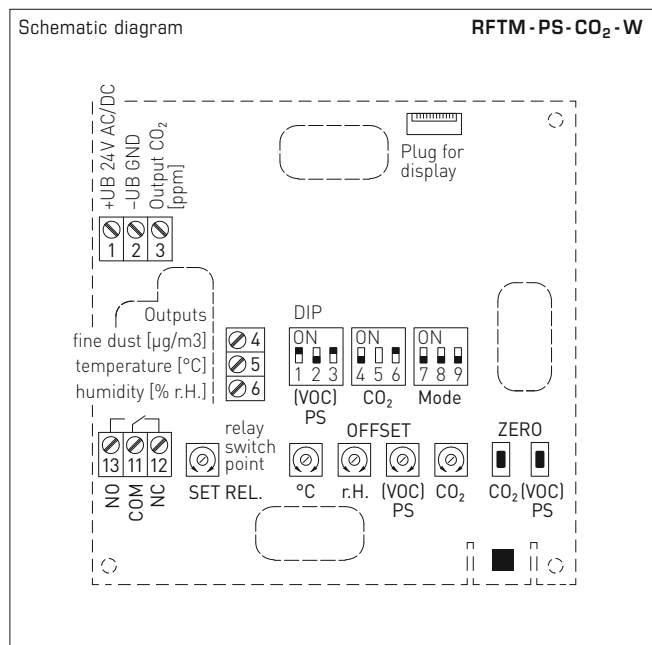 Schematic diagram
RFTM-PS-CO₂-W
+UB 24V AC/DC
–UB GND
Output CO₂
[ppm]
1 2 3
Plug for
display
Outputs
fine dust [µg/m3]
temperature [°C]
humidity [% r.H.]
4
5
6
DIP
ON ON ON
1 2 3 4 5 6 7 8 9
(VOC)
PS
CO₂
Mode
13 11 12
NO
COM
NC
relay
switch
point
SET REL.
OFFSET
°C
r.H.
(VOC)
PS
CO₂
ZERO
CO₂
(VOC)
PS